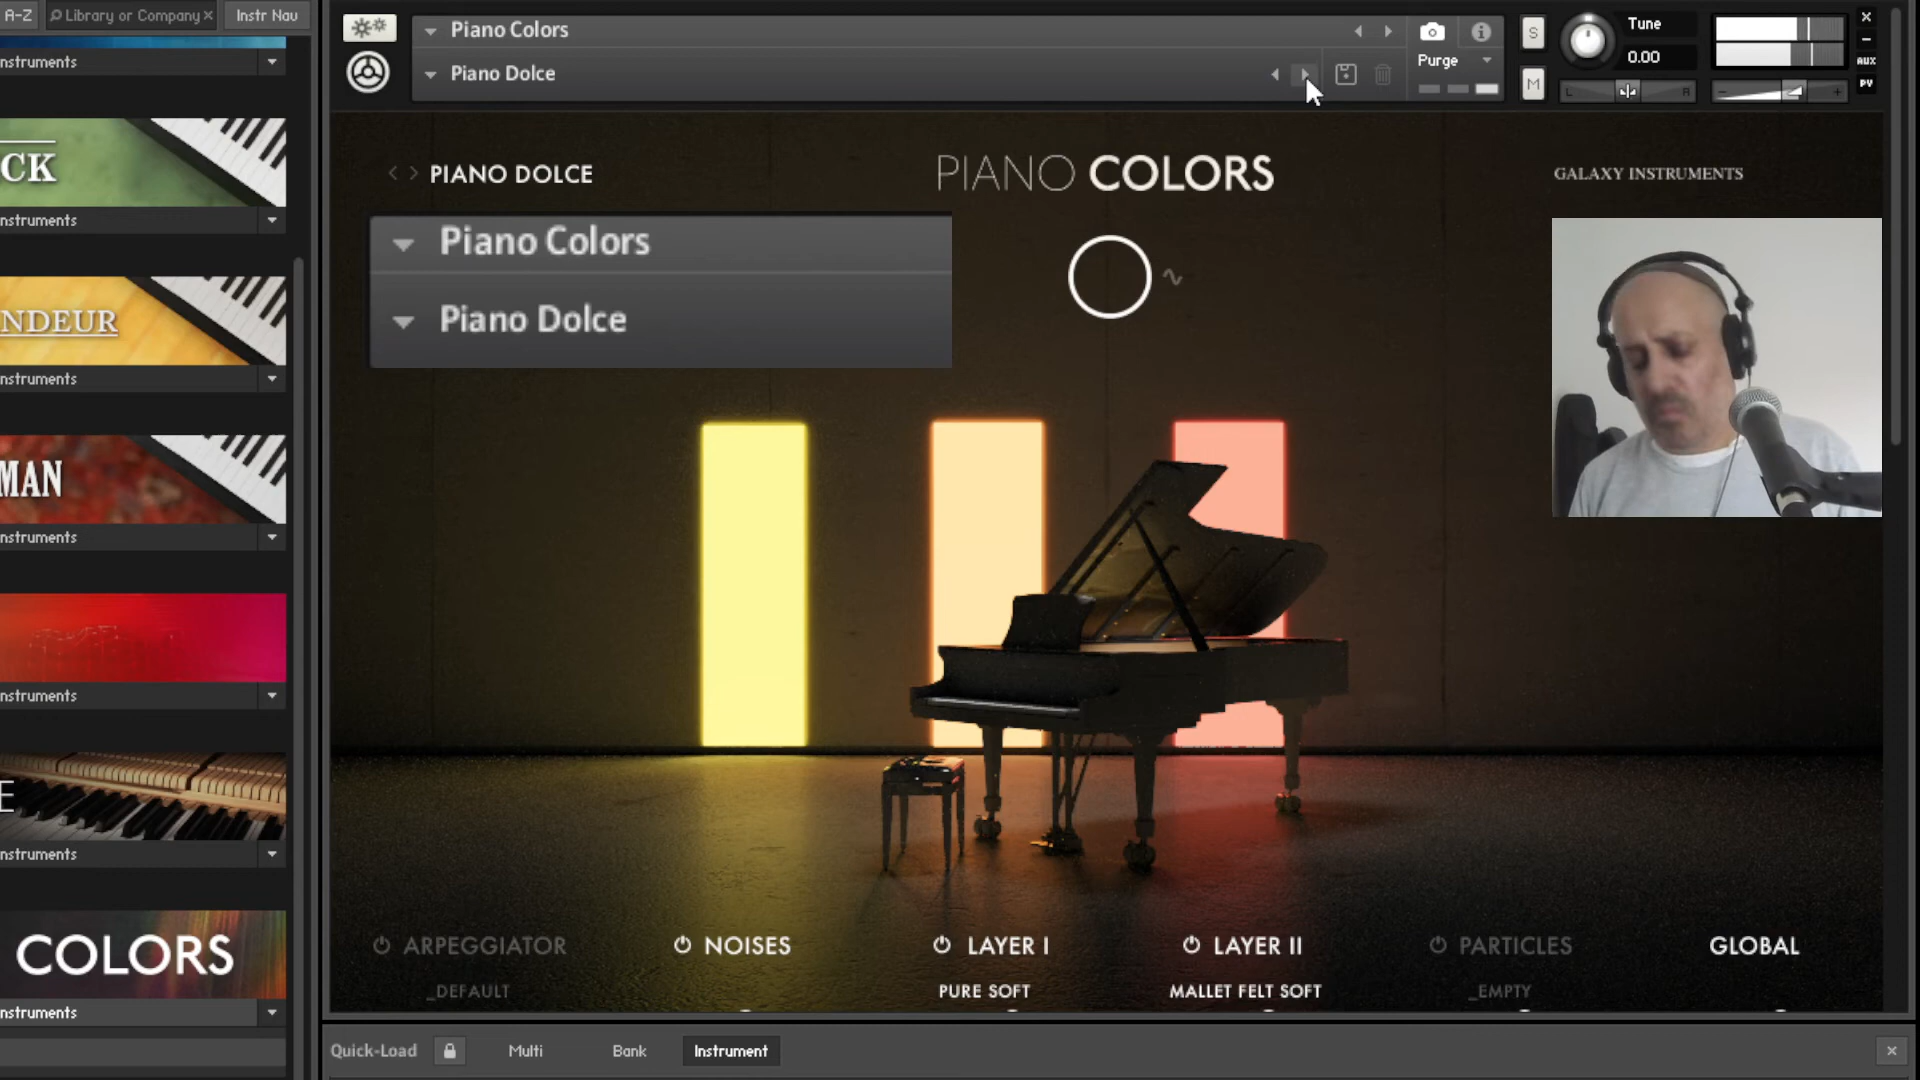 A-Z
Library or Company
Instr Nav
nstruments
CK
nstruments
NDEUR
nstruments
MAN
nstruments
nstruments
E
nstruments
COLORS
nstruments
Piano Colors
Piano Dolce
Purge
S
M
Tune
0.00
L
R
AUX
PV
PIANO DOLCE
PIANO COLORS
GALAXY INSTRUMENTS
Piano Colors
Piano Dolce
ARPEGGIATOR
_DEFAULT
NOISES
LAYER I
PURE SOFT
LAYER II
MALLET FELT SOFT
PARTICLES
_EMPTY
GLOBAL
Quick-Load
Multi
Bank
Instrument